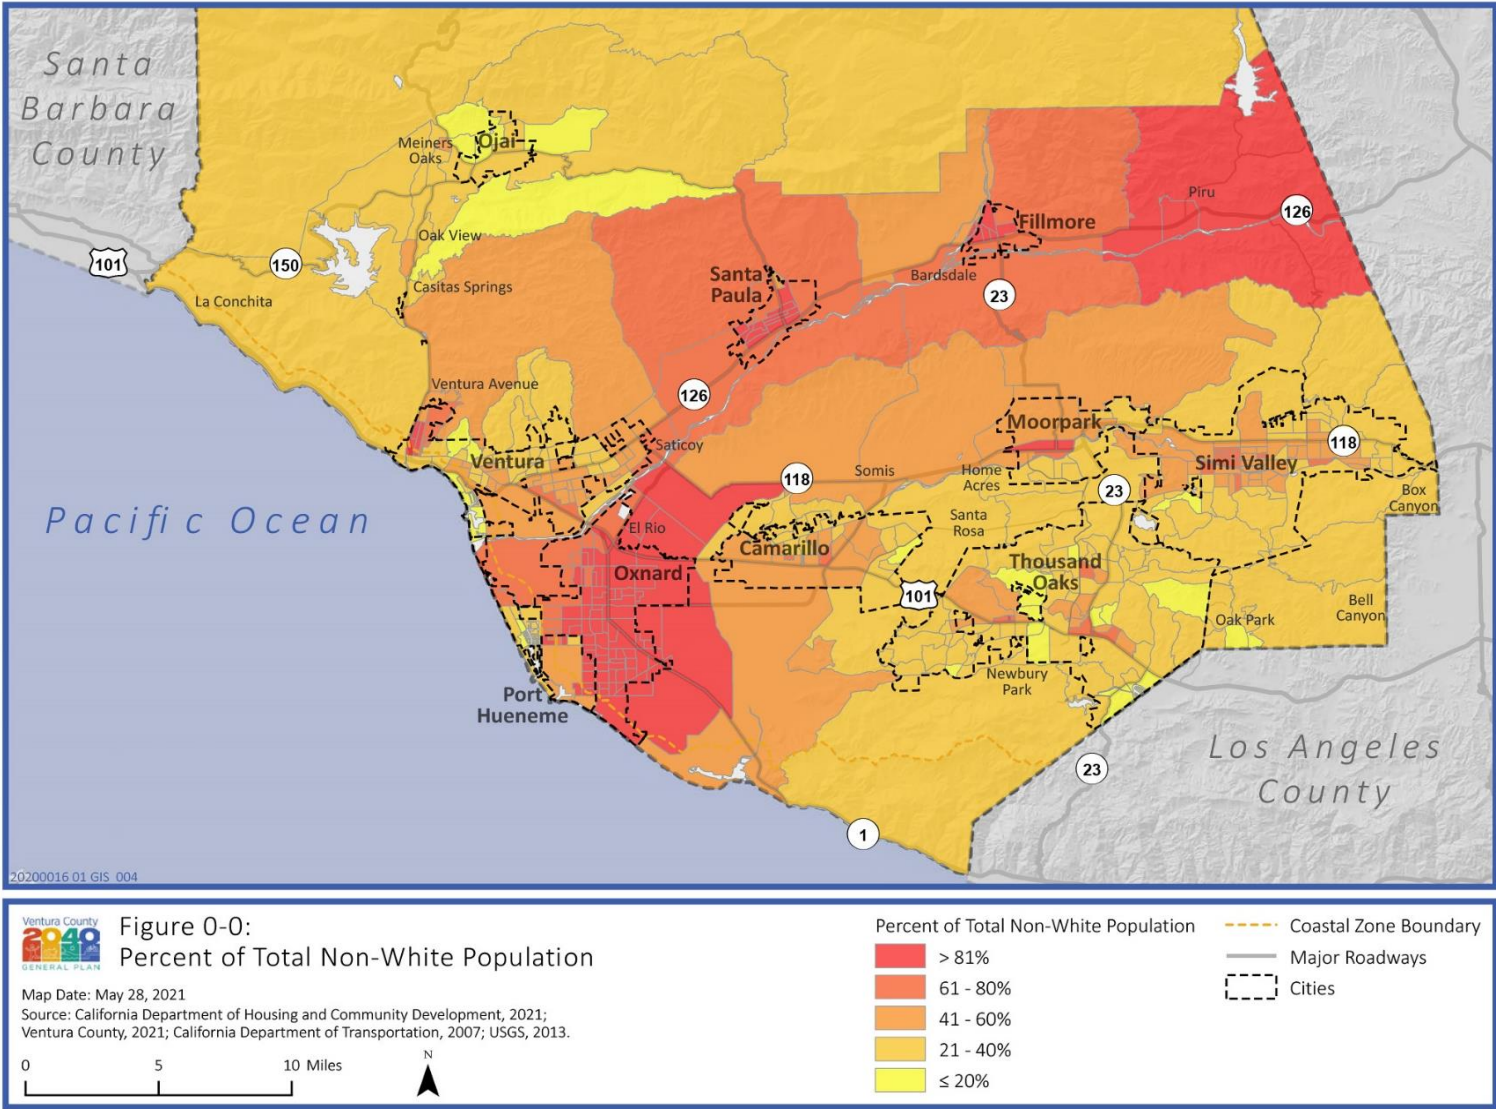 Santa
Barbara
County
Meiners
Oaks
Ojai
Piru
126
Fillmore
Oak View
101
150
Santa
Paula
Bardsdale
23
Casitas Springs
La Conchita
Ventura Avenue
126
Moorpark
118
Saticoy
Ventura
Simi Valley
118
Somis
Home
Acres
23
Box
Canyon
Pacific Ocean
El Rio
Santa
Rosa
Camarillo
Oxnard
Thousand
Oaks
101
Bell
Canyon
Oak Park
Newbury
Park
Port
Hueneme
Los Angeles
County
23
1
20200016 01 GIS 004
Ventura County
2040
GENERAL PLAN
Figure 0-0:
Percent of Total Non-White Population
Map Date: May 28, 2021
Source: California Department of Housing and Community Development, 2021;
Ventura County, 2021; California Department of Transportation, 2007; USGS, 2013.
0 5 10 Miles
N
Percent of Total Non-White Population
> 81%
61 - 80%
41 - 60%
21 - 40%
≤ 20%
Coastal Zone Boundary
Major Roadways
Cities